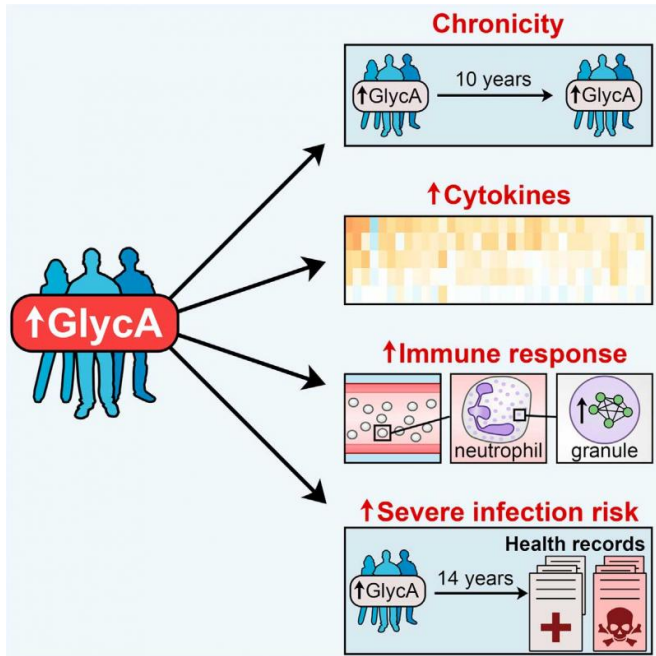 Chronicity
↑GlycA
10 years
↑GlycA
↑Cytokines
↑GlycA
↑Immune response
neutrophil
granule
↑Severe infection risk
Health records
↑GlycA
14 years